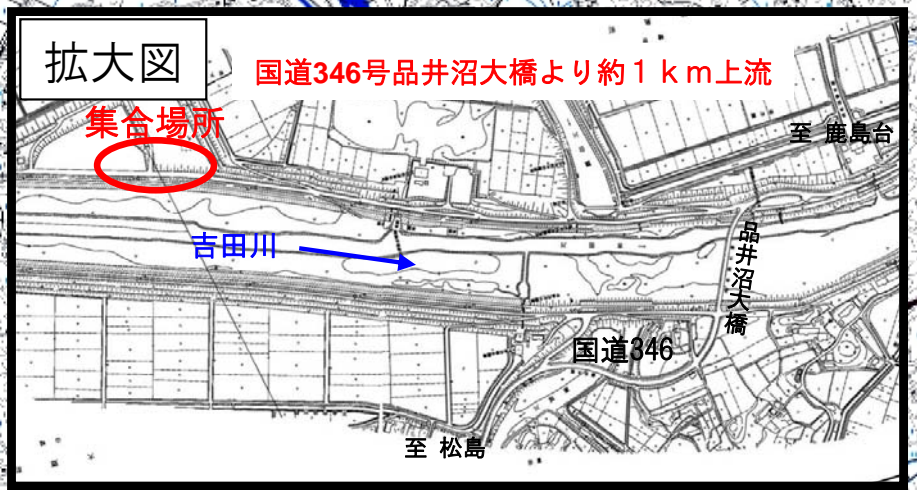 拡大図
国道346号品井沼大橋より約1km上流
集合場所
至 鹿島台
吉田川
品井沼大橋
国道346
至 松島